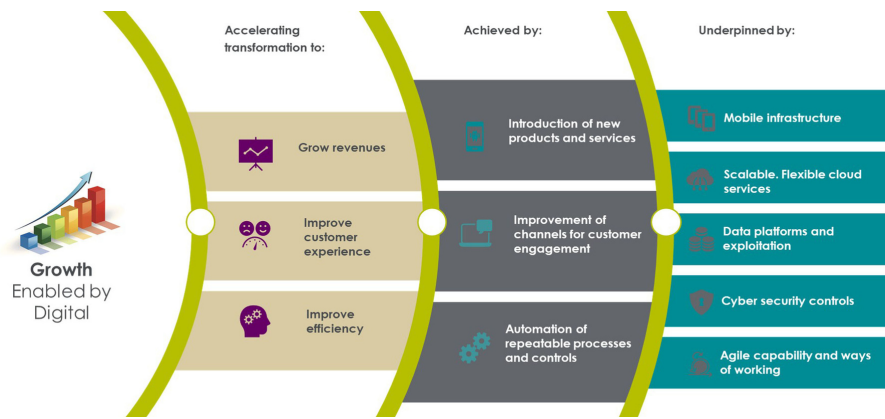 Growth
Enabled by
Digital
Accelerating
transformation to:
Grow revenues
Improve
customer
experience
Improve
efficiency
Achieved by:
Introduction of new
products and services
Improvement of
channels for customer
engagement
Automation of
repeatable processes
and controls
Underpinned by:
Mobile infrastructure
Scalable. Flexible cloud
services
Data platforms and
exploitation
Cyber security controls
Agile capability and ways
of working